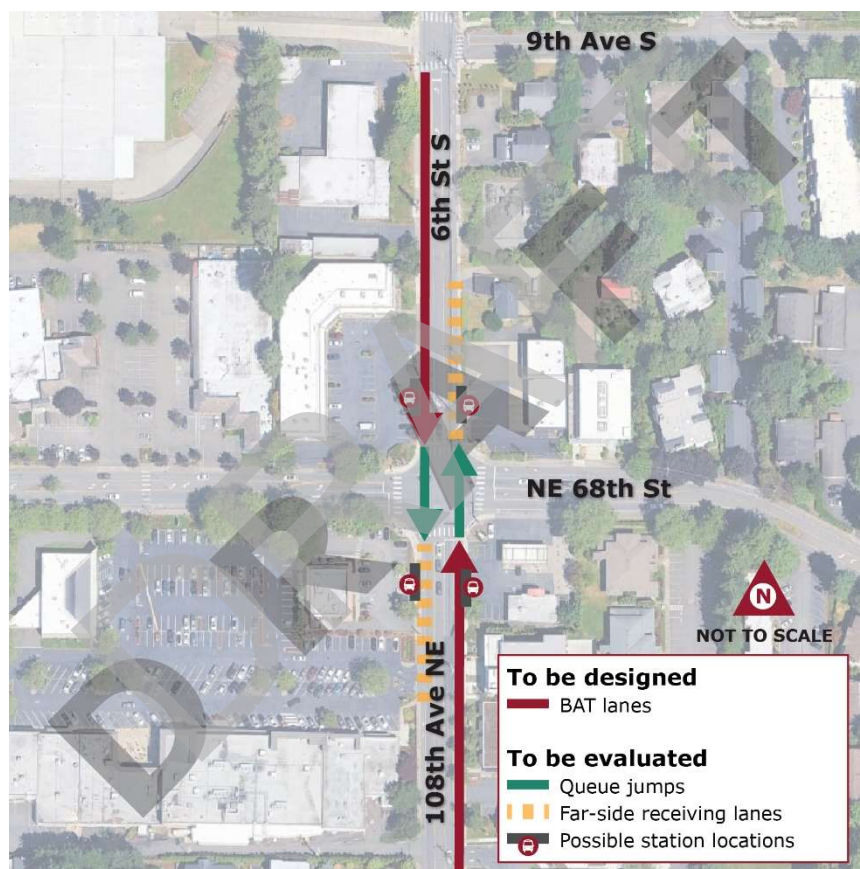 9th Ave S
6th St S
DRAFT
NE 68th St
N
NOT TO SCALE
108th Ave NE
To be designed
BAT lanes
To be evaluated
Queue jumps
Far-side receiving lanes
Possible station locations